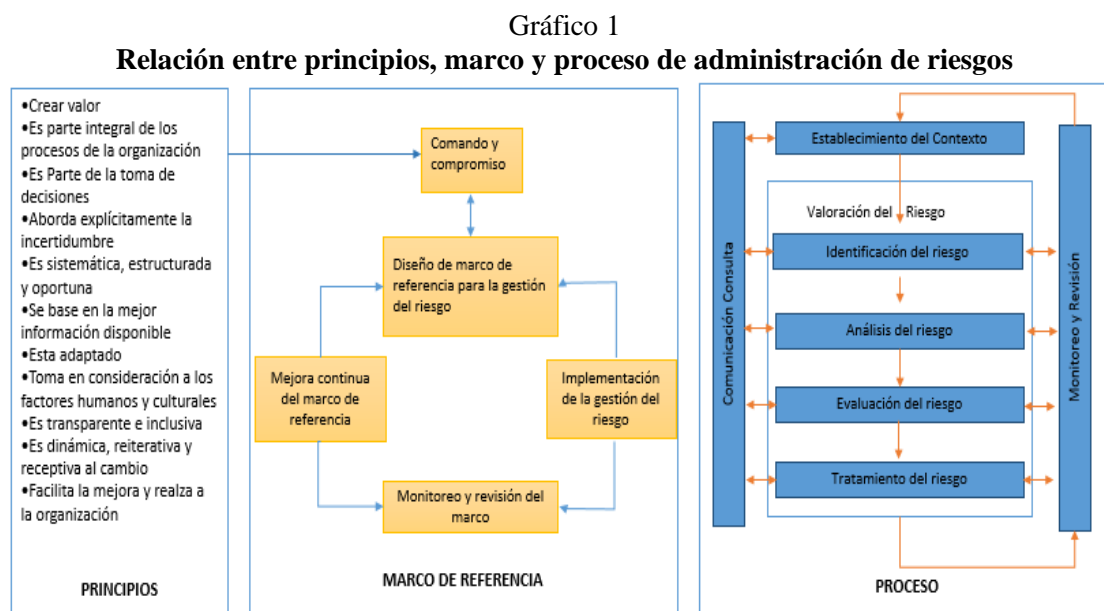 Gráfico 1
Relación entre principios, marco y proceso de administración de riesgos
•Crear valor
•Es parte integral de los
procesos de la organización
•Es Parte de la toma de
decisiones
•Aborda explícitamente la
incertidumbre
•Es sistemática, estructurada
y oportuna
•Se base en la mejor
información disponible
•Esta adaptado
•Toma en consideración a los
factores humanos y culturales
•Es transparente e inclusiva
•Es dinámica, reiterativa y
receptiva al cambio
•Facilita la mejora y realza a
la organización
PRINCIPIOS
Comando y
compromiso
Diseño de marco de
referencia para la gestión
del riesgo
Mejora continua
del marco de
referencia
Implementación
de la gestión del
riesgo
Monitoreo y revisión del
marco
MARCO DE REFERENCIA
Comunicación Consulta
Establecimiento del Contexto
Valoración del Riesgo
Identificación del riesgo
Análisis del riesgo
Evaluación del riesgo
Tratamiento del riesgo
Monitoreo y Revisión
PROCESO